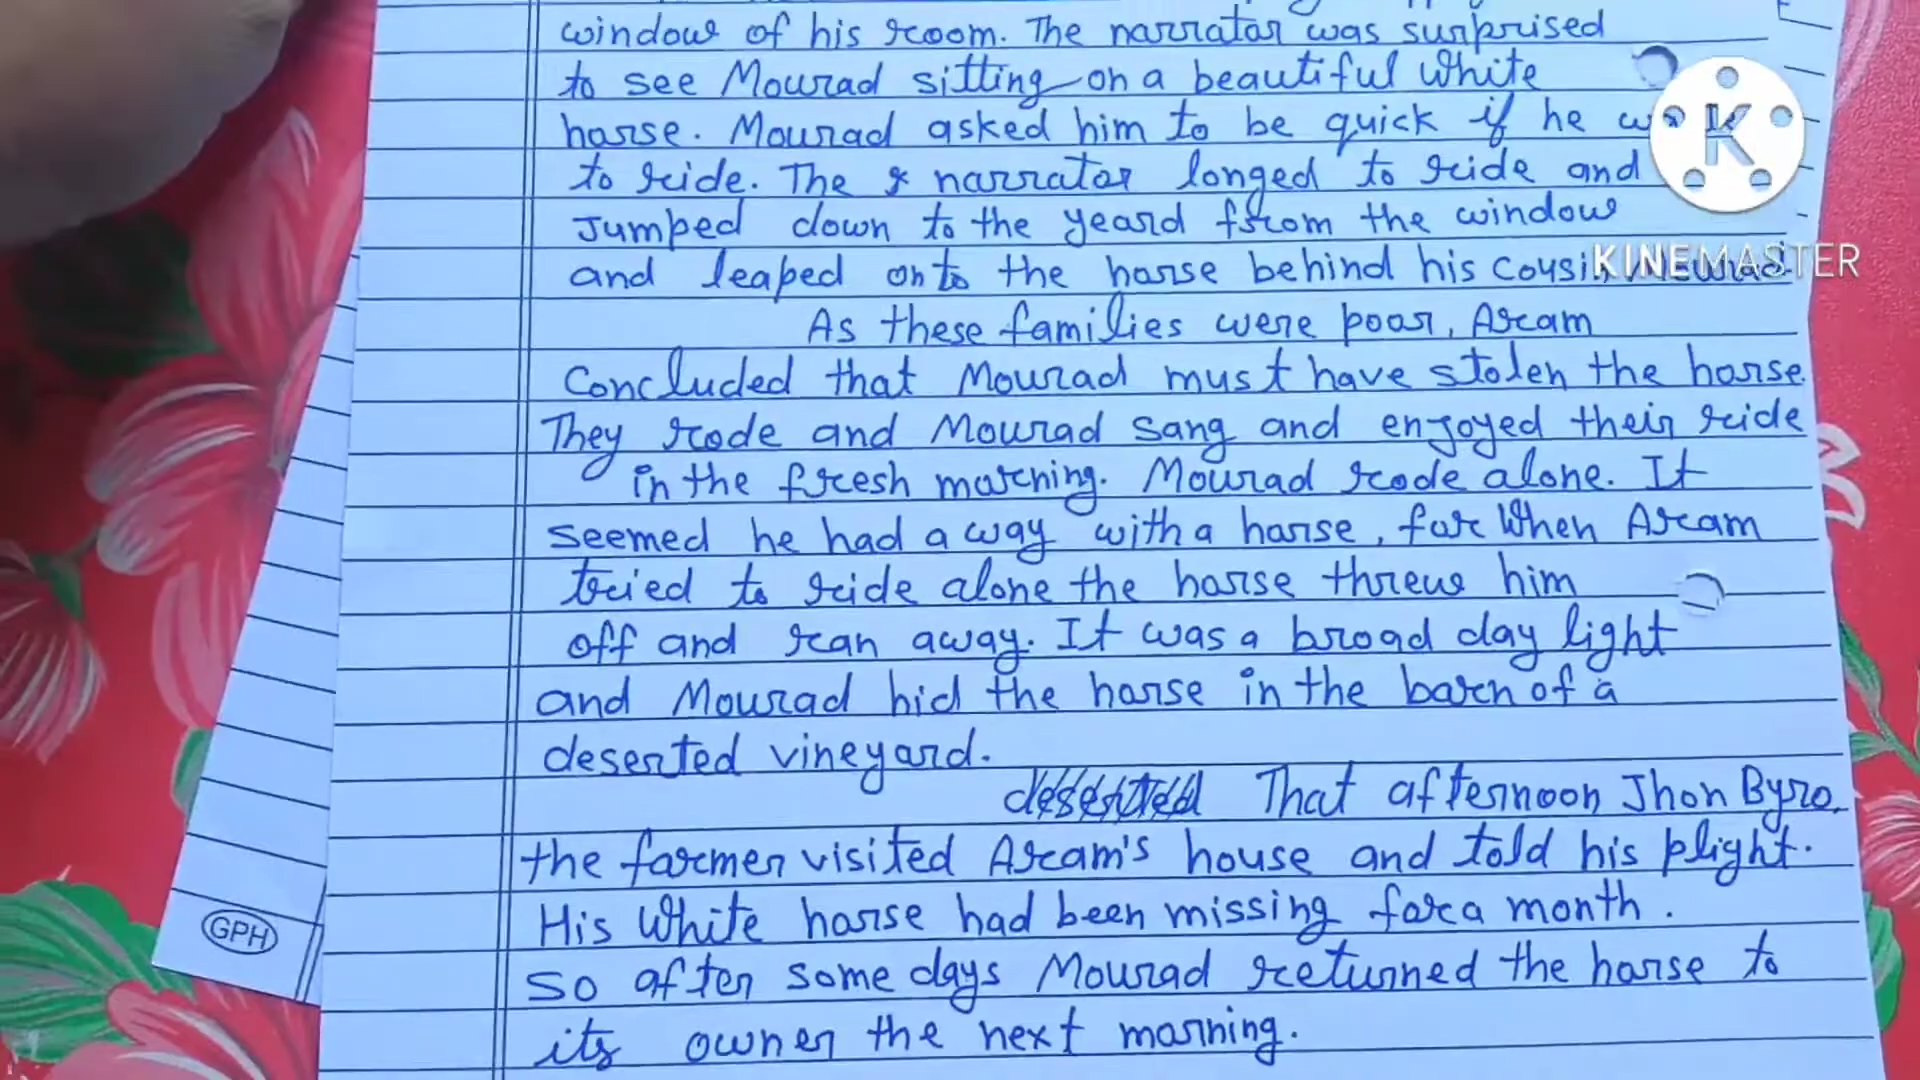 window of his room. The narrator was surprised
to see Mourad sitting on a beautiful White
horse. Mourad asked him to be quick if he
to ride. The narrator longed to ride and
Jumped down to the yeard from the window
and leaped onto the horse behind his cousin Mourad
As these families were poor, Aram
Concluded that Mourad must have stolen the horse.
They rode and Mourad sang and enjoyed their ride
in the fresh morning. Mourad rode alone. It
seemed he had a way with a horse, for When Aram
tried to ride alone the horse threw him
off and ran away. It was a broad day light
and Mourad hid the horse in the barn of a
deserted vineyard.
deserted That afternoon Jhon Byro,
the farmer visited Aram's house and told his plight.
His White horse had been missing for a month.
so after some days Mourad returned the horse to
its owner the next morning.
GPH
K
KINEMASTER